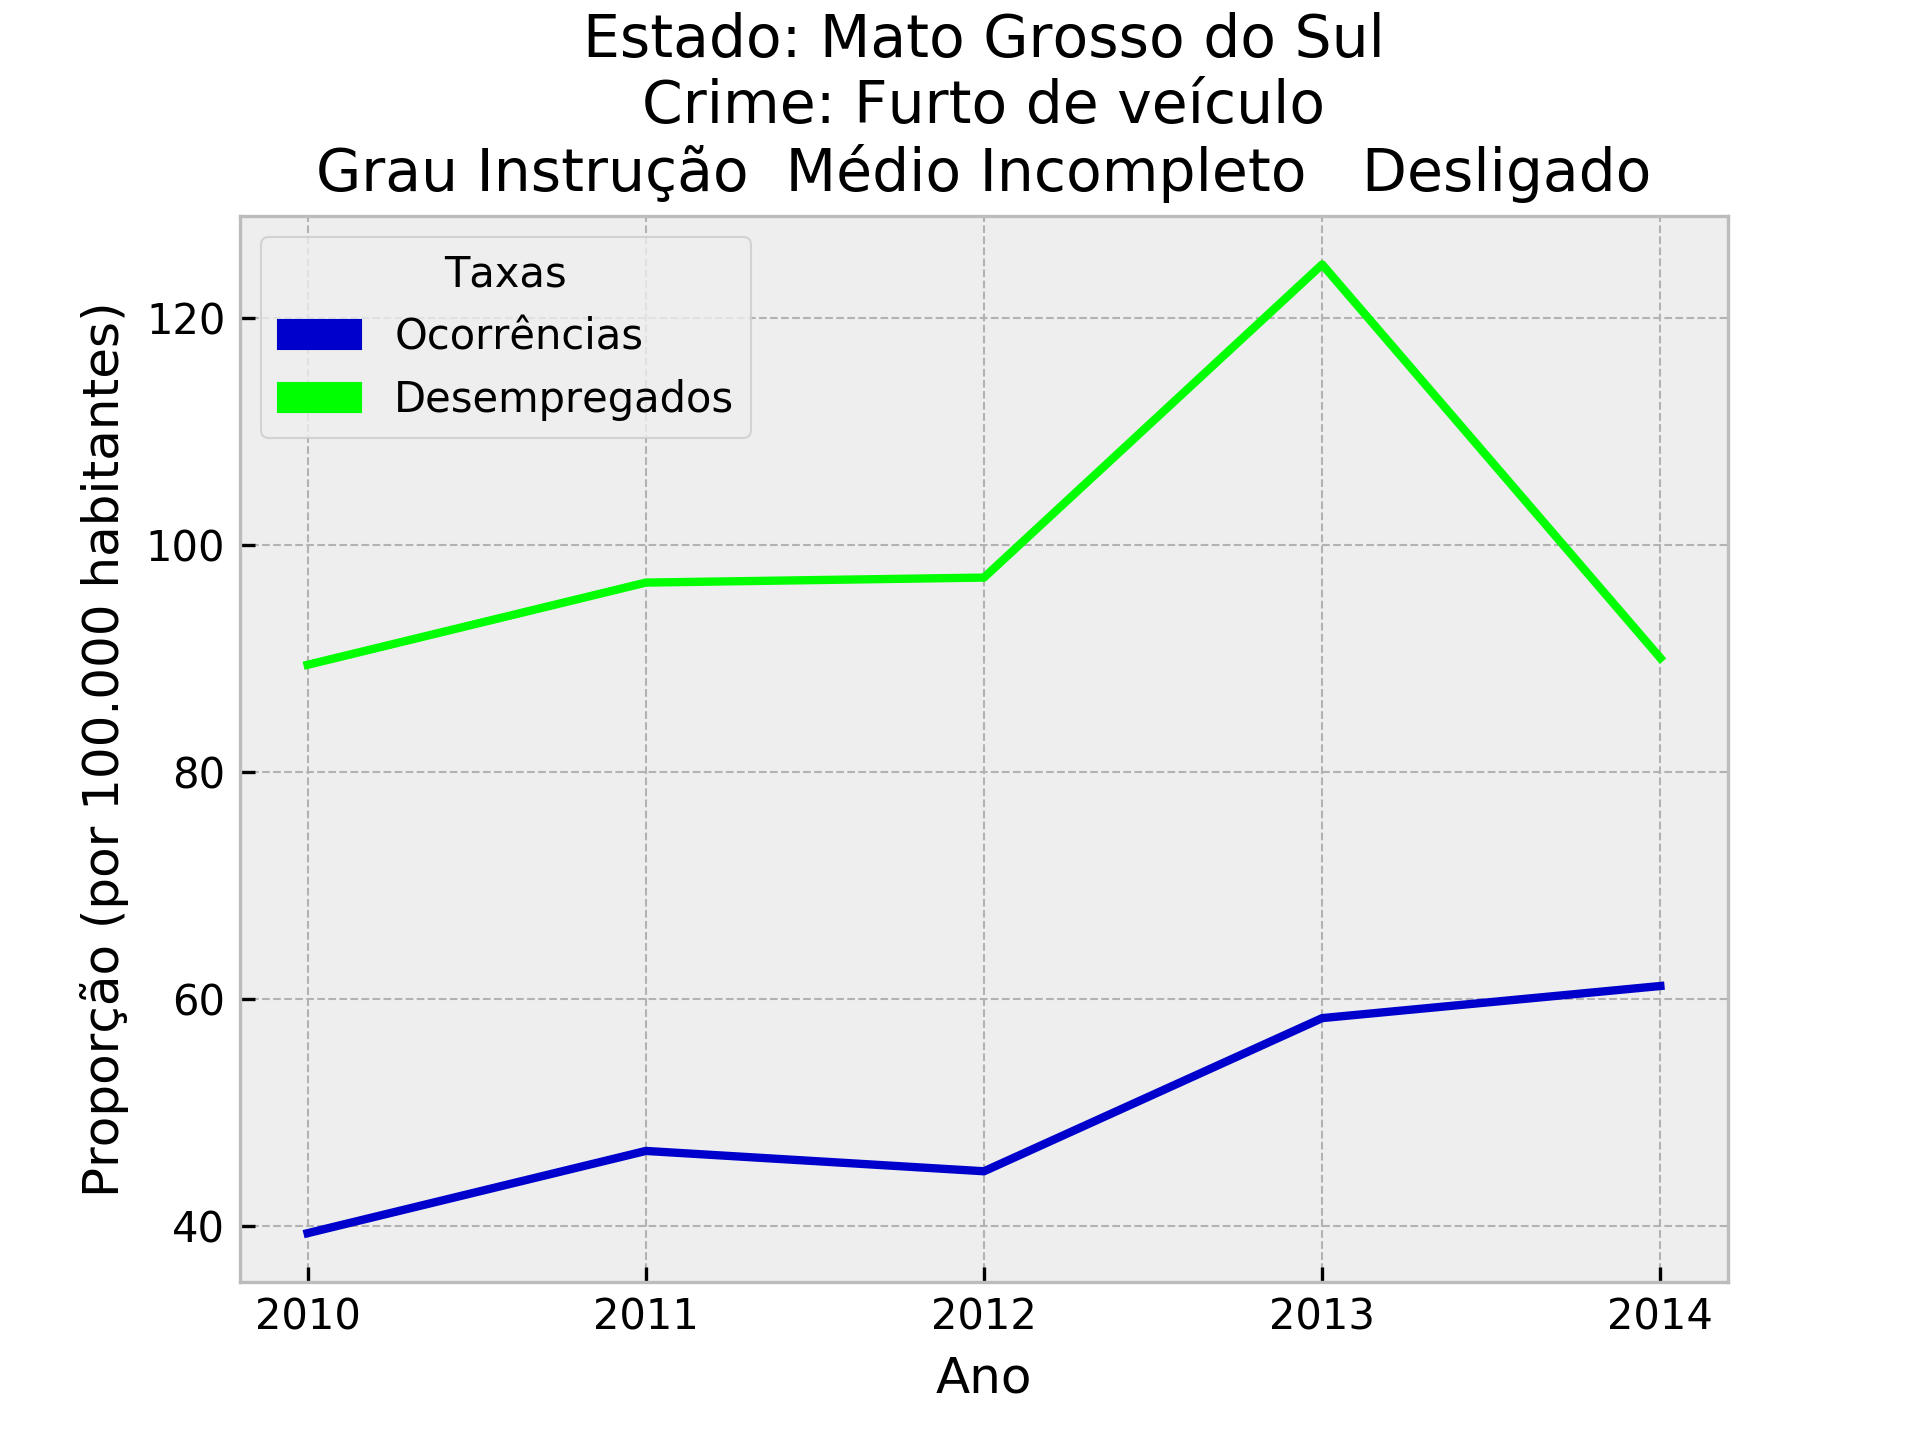 Estado: Mato Grosso do Sul
Crime: Furto de veículo
Grau Instrução  Médio Incompleto   Desligado
Taxas
Ocorrências
Desempregados
Proporção (por 100.000 habitantes)
120
100
80
60
40
2010 2011 2012 2013 2014
Ano